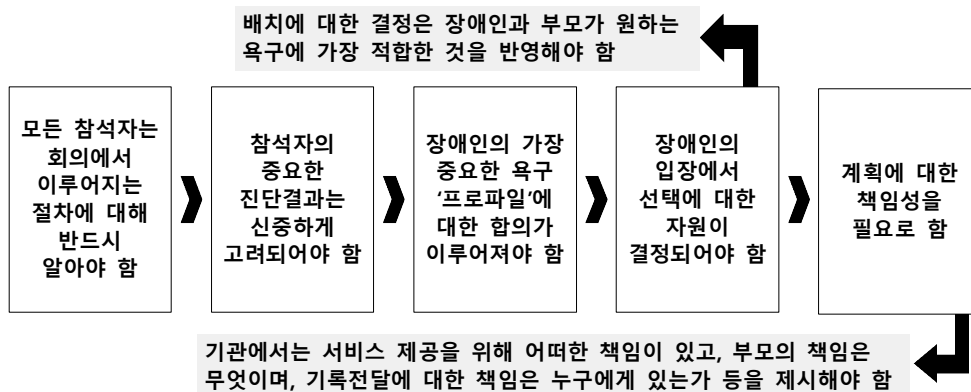 배치에 대한 결정은 장애인과 부모가 원하는
욕구에 가장 적합한 것을 반영해야 함
모든 참석자는
회의에서
이루어지는
절차에 대해
반드시
알아야 함
참석자의
중요한
진단결과는
신중하게
고려되어야 함
장애인의 가장
중요한 욕구
‘프로파일’에
대한 합의가
이루어져야 함
장애인의
입장에서
선택에 대한
자원이
결정되어야 함
계획에 대한
책임성을
필요로 함
기관에서는 서비스 제공을 위해 어떠한 책임이 있고, 부모의 책임은
무엇이며, 기록전달에 대한 책임은 누구에게 있는가 등을 제시해야 함